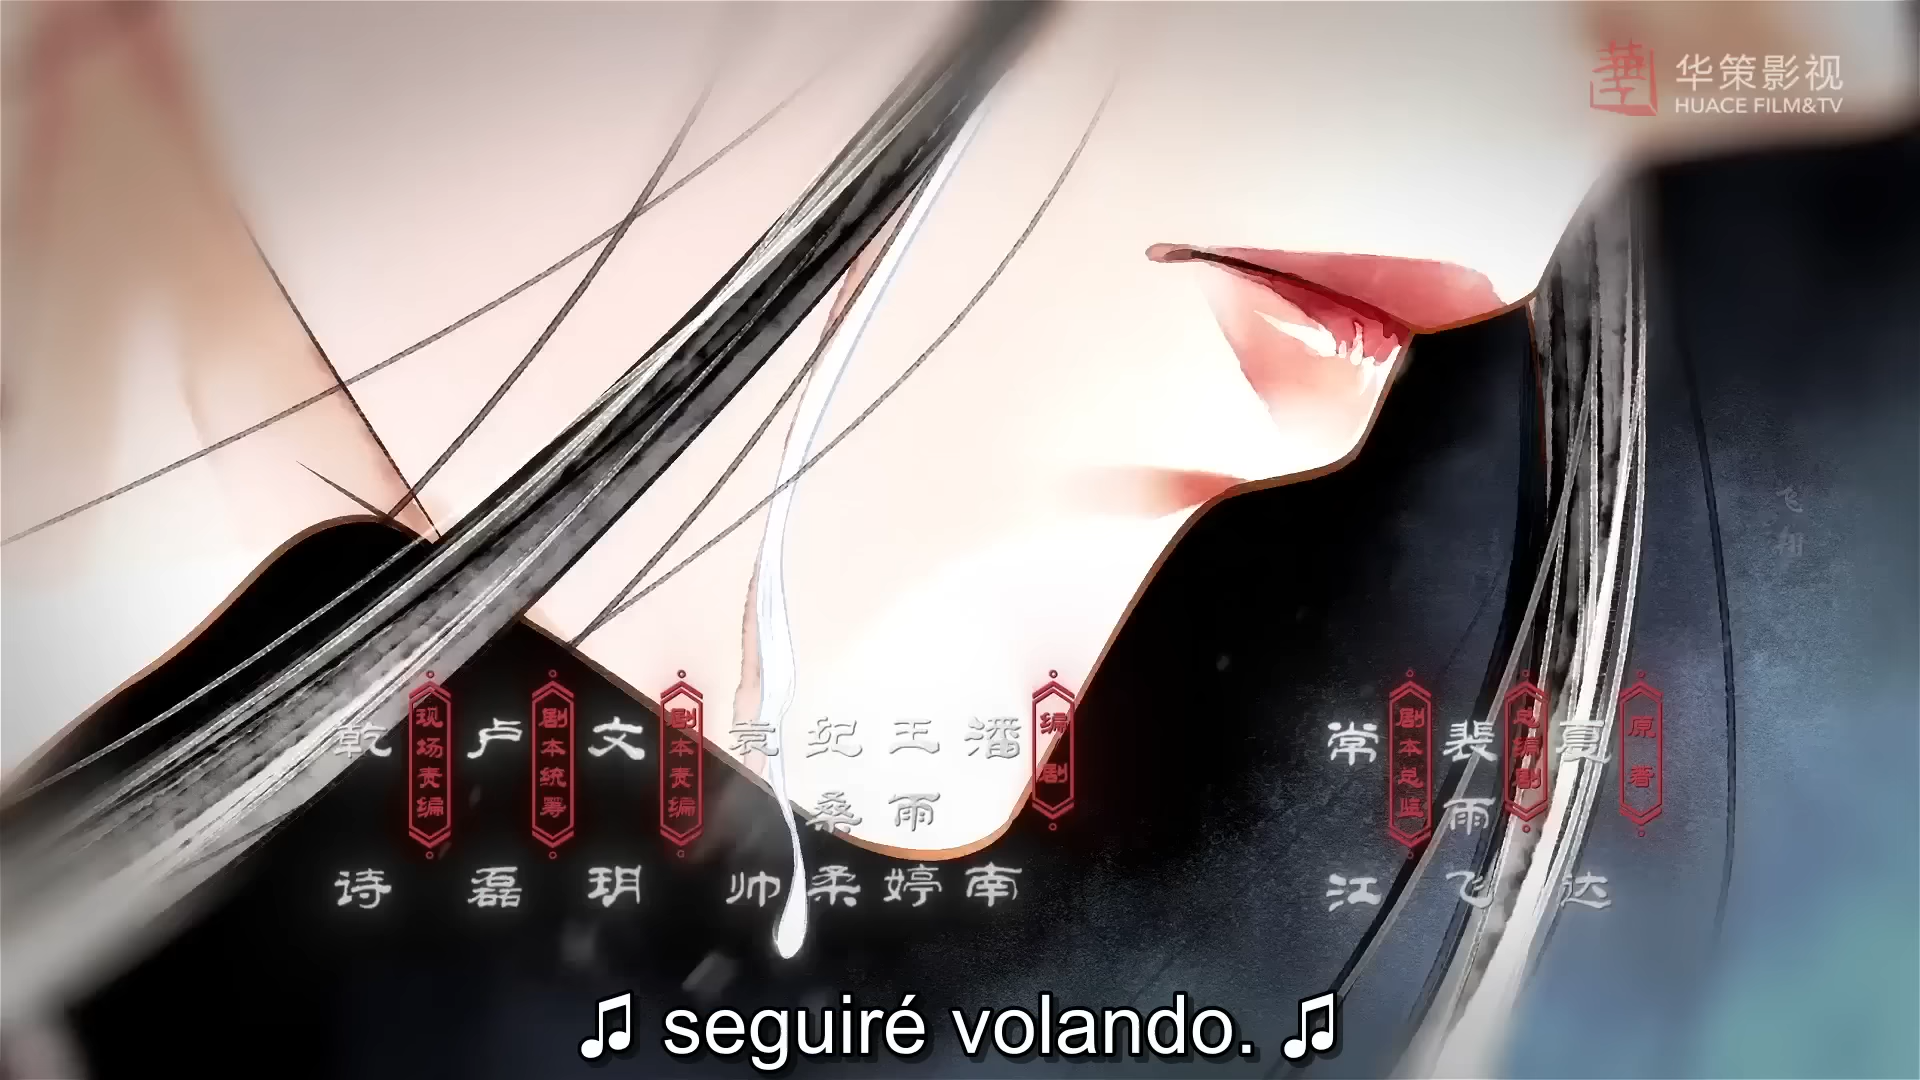 华策影视
HUACE FILM&TV
飞翔
原著
夏达
总编剧
裴雨飞
剧本总监
常江
编剧
潘南
王雨婷
纪桑柔
袁帅
剧本责编
文玥
剧本统筹
卢磊
现场责编
乾诗
♫ seguiré volando. ♫